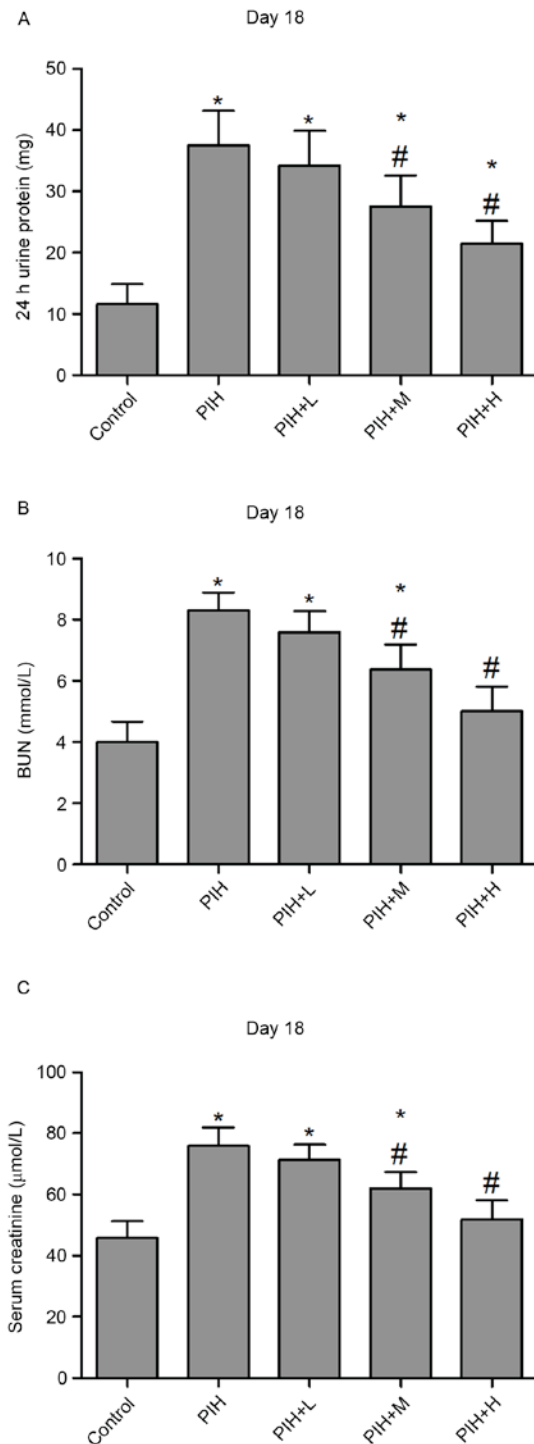 A
Day 18
24 h urine protein (mg)
50
40
30
20
10
0
* * * *
# #
Control PIH PIH+L PIH+M PIH+H
B
Day 18
BUN (mmol/L)
10
8
6
4
2
0
* * *
# #
Control PIH PIH+L PIH+M PIH+H
C
Day 18
Serum creatinine (μmol/L)
100
80
60
40
20
0
* * *
# #
Control PIH PIH+L PIH+M PIH+H